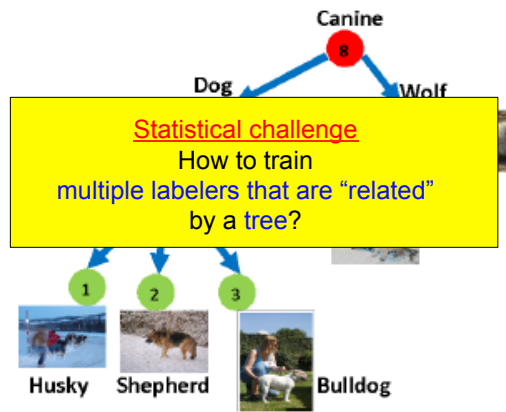 Canine
8
Dog
Wolf
Statistical challenge
How to train
multiple labelers that are “related”
by a tree?
1
2
3
Husky
Shepherd
Bulldog